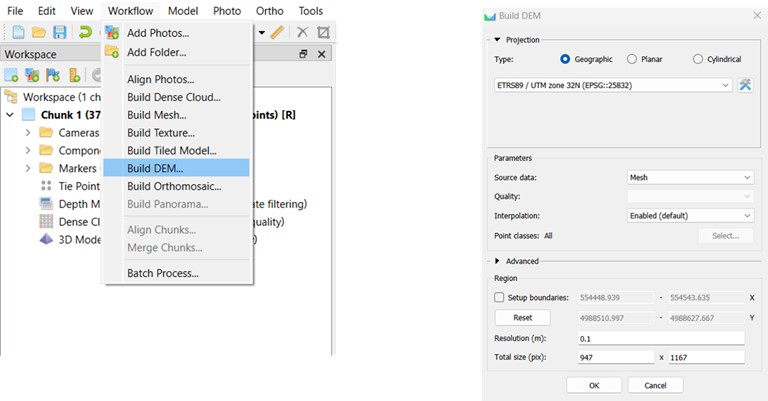 File Edit View Workflow Model Photo Ortho Tools
Add Photos...
Add Folder...
Workspace
Align Photos...
Build Dense Cloud...
Workspace (1 ch
Build Mesh...
Chunk 1 (37 points) [R]
Build Texture...
Cameras
Build Tiled Model...
Compone
Build DEM...
Markers
Build Orthomosaic...
Tie Point
Build Panorama...
Depth M ate filtering)
Align Chunks...
Dense Cl quality)
Merge Chunks...
3D Mode
Batch Process...
Build DEM
Projection
Type: Geographic Planar Cylindrical
ETRS89 / UTM zone 32N (EPSG::25832)
Parameters
Source data: Mesh
Quality:
Interpolation: Enabled (default)
Point classes: All Select...
Advanced
Region
Setup boundaries: 554448.939 - 554543.635 X
Reset 4988510.997 - 4988627.667 Y
Resolution (m): 0.1
Total size (pix): 947 x 1167
OK Cancel